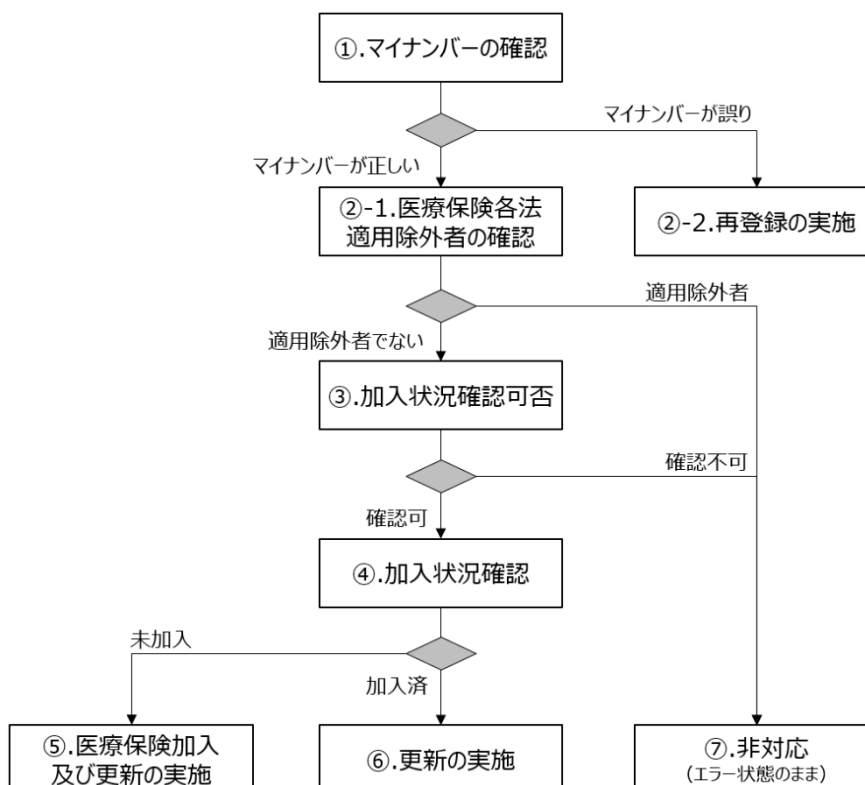 ①.マイナンバーの確認
マイナンバーが誤り
マイナンバーが正しい
②-1.医療保険各法
適用除外者の確認
②-2.再登録の実施
適用除外者
適用除外者でない
③.加入状況確認可否
確認不可
確認可
④.加入状況確認
未加入
加入済
⑤.医療保険加入
及び更新の実施
⑥.更新の実施
⑦.非対応
(エラー状態のまま)